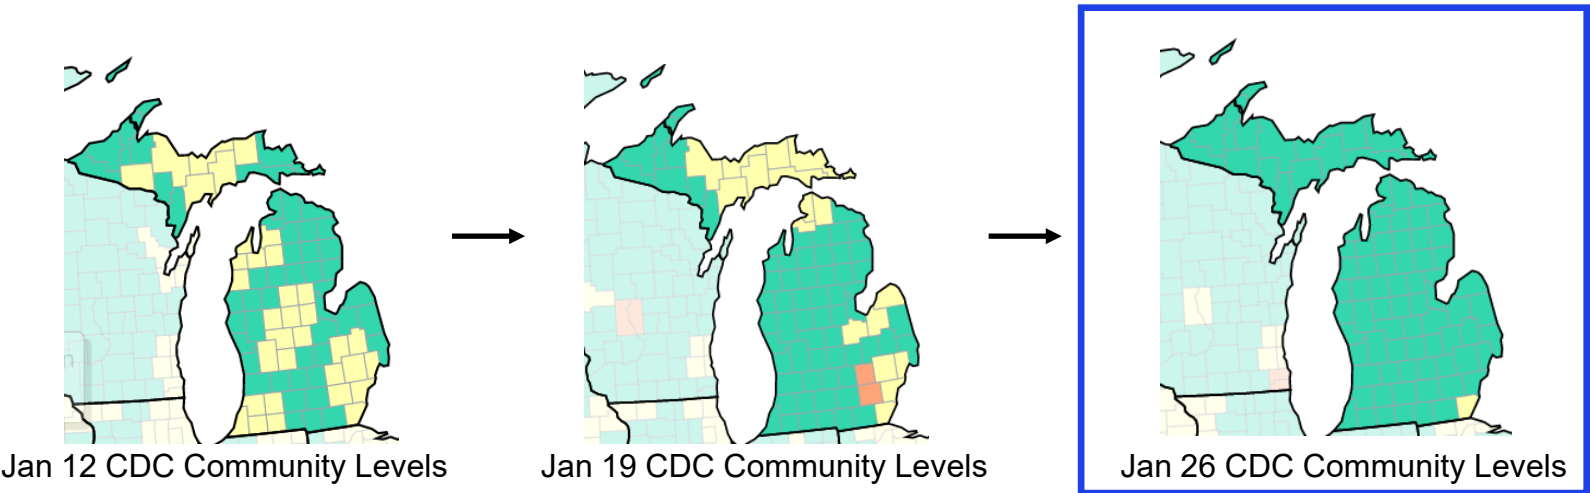 Jan 12 CDC Community Levels
Jan 19 CDC Community Levels
Jan 26 CDC Community Levels